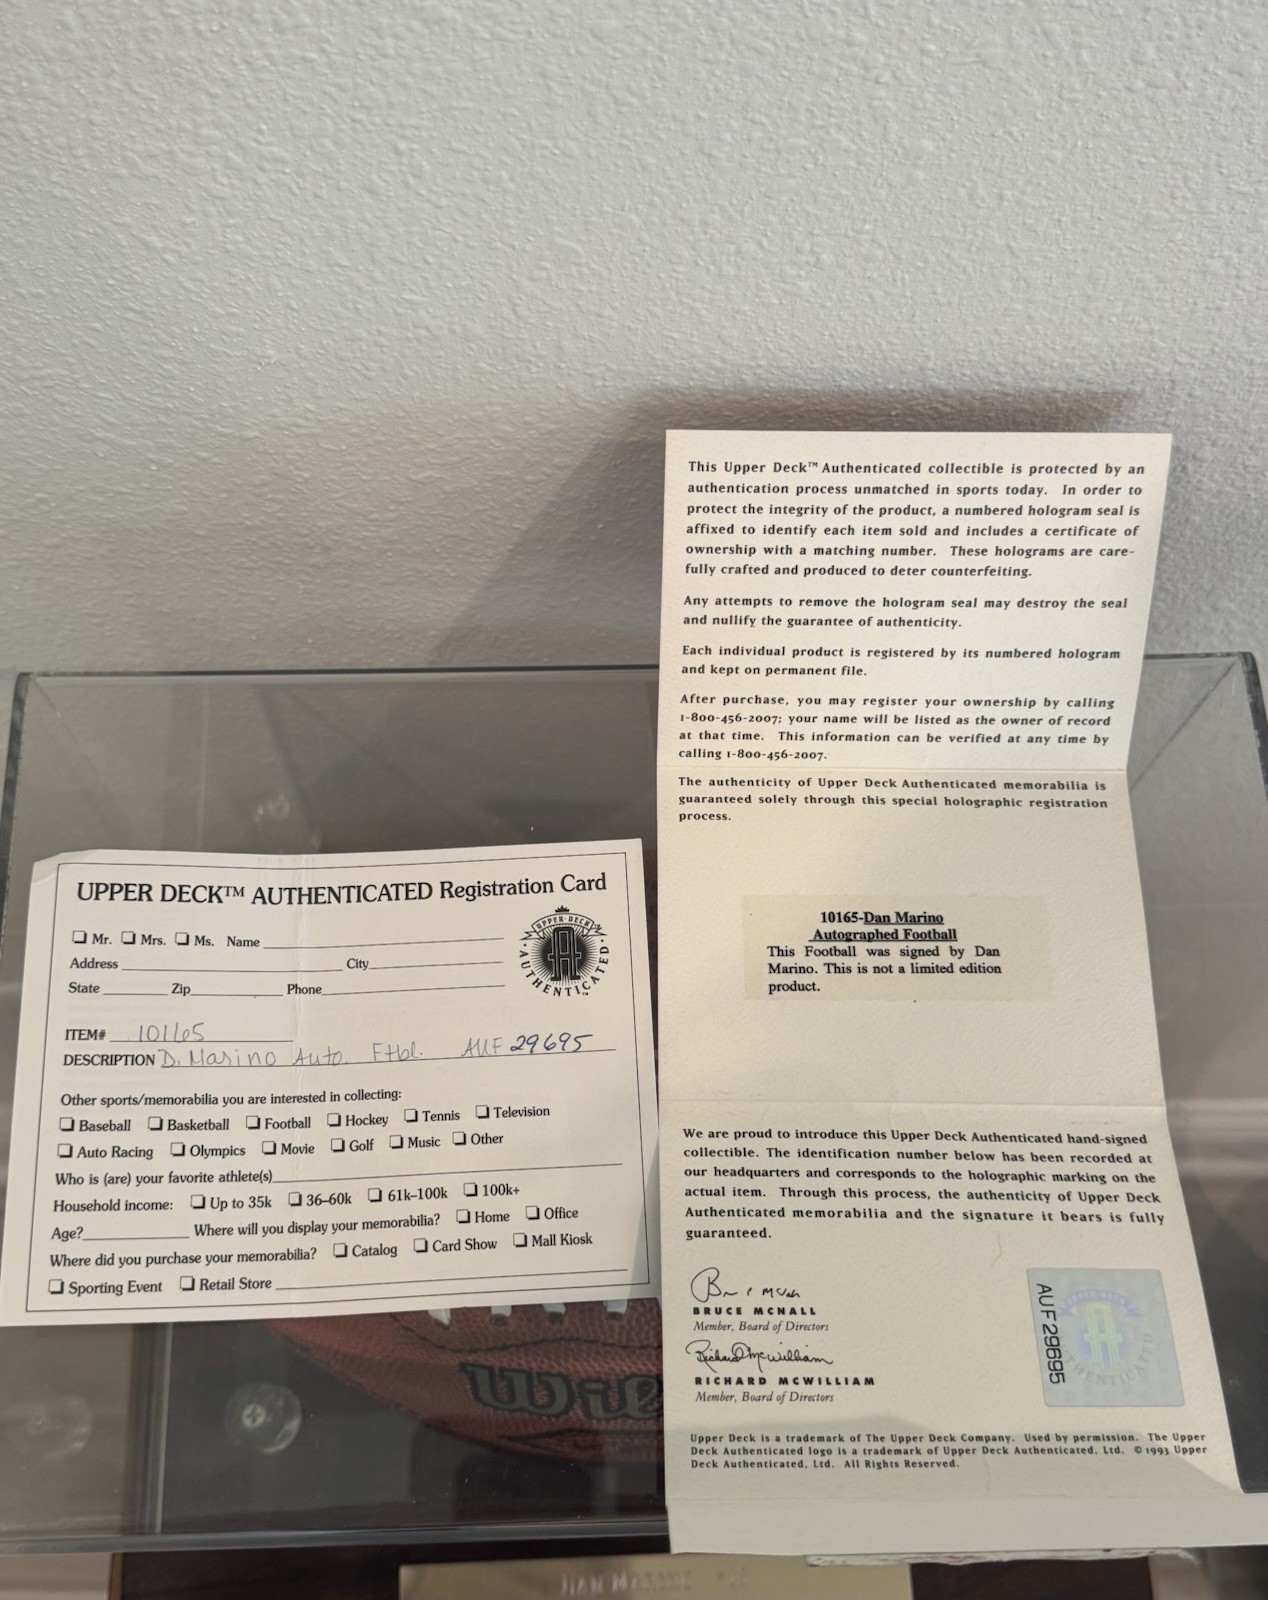 This Upper Deck™ Authenticated collectible is protected by an
authentication process unmatched in sports today. In order to
protect the integrity of the product, a numbered hologram seal is
affixed to identify each item sold and includes a certificate of
ownership with a matching number. These holograms are care-
fully crafted and produced to deter counterfeiting.
Any attempts to remove the hologram seal may destroy the seal
and nullify the guarantee of authenticity.
Each individual product is registered by its numbered hologram
and kept on permanent file.
After purchase, you may register your ownership by calling
1-800-456-2007; your name will be listed as the owner of record
at that time. This information can be verified at any time by
calling 1-800-456-2007.
The authenticity of Upper Deck Authenticated memorabilia is
guaranteed solely through this special holographic registration
process.
10165-Dan Marino
Autographed Football
This Football was signed by Dan
Marino. This is not a limited edition
product.
We are proud to introduce this Upper Deck Authenticated hand-signed
collectible. The identification number below has been recorded at
our headquarters and corresponds to the holographic marking on the
actual item. Through this process, the authenticity of Upper Deck
Authenticated memorabilia and the signature it bears is fully
guaranteed.
BRUCE MCNALL
Member, Board of Directors
Richard McWilliam
RICHARD MCWILLIAM
Member, Board of Directors
AUF29695
AUTHENTICATED
Upper Deck is a trademark of The Upper Deck Company. Used by permission. The Upper
Deck Authenticated logo is a trademark of Upper Deck Authenticated, Ltd. © 1993 Upper
Deck Authenticated, Ltd. All Rights Reserved.
UPPER DECK™ AUTHENTICATED Registration Card
Mr. Mrs. Ms. Name
Address City
State Zip Phone
UPPER·DECK
AUTHENTICATED
ITEM# 10165
DESCRIPTION D. Marino Auto Ftbl. AUF 29695
Other sports/memorabilia you are interested in collecting:
Baseball Basketball Football Hockey Tennis Television
Auto Racing Olympics Movie Golf Music Other
Who is (are) your favorite athlete(s)
Household income: Up to 35k 36–60k 61k–100k 100k+
Age? Where will you display your memorabilia? Home Office
Where did you purchase your memorabilia? Catalog Card Show Mall Kiosk
Sporting Event Retail Store
Wil